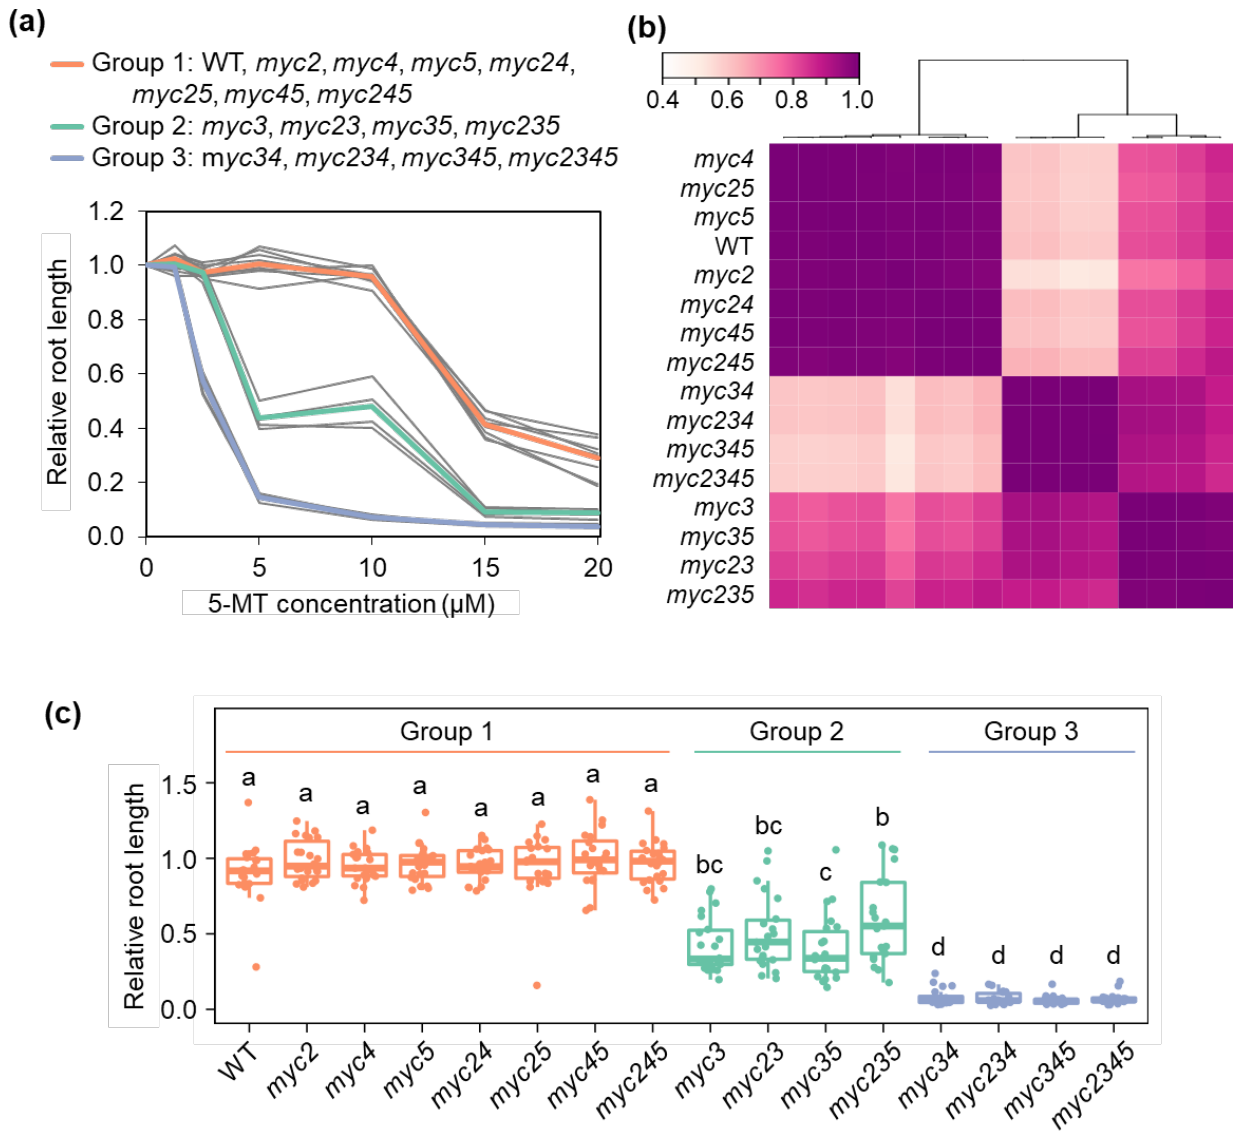 (a)
Group 1: WT, myc2, myc4, myc5, myc24,
myc25, myc45, myc245
Group 2: myc3, myc23, myc35, myc235
Group 3: myc34, myc234, myc345, myc2345
1.2
1.0
0.8
0.6
0.4
0.2
0.0
Relative root length
0 5 10 15 20
5-MT concentration (μM)
(b)
0.4 0.6 0.8 1.0
myc4
myc25
myc5
WT
myc2
myc24
myc45
myc245
myc34
myc234
myc345
myc2345
myc3
myc35
myc23
myc235
(c)
Group 1 Group 2 Group 3
1.5
1.0
0.5
0.0
Relative root length
a a a a a a a a bc bc c b d d d d
WT myc2 myc4 myc5 myc24 myc25 myc45 myc245 myc3 myc23 myc35 myc235 myc34 myc234 myc345 myc2345